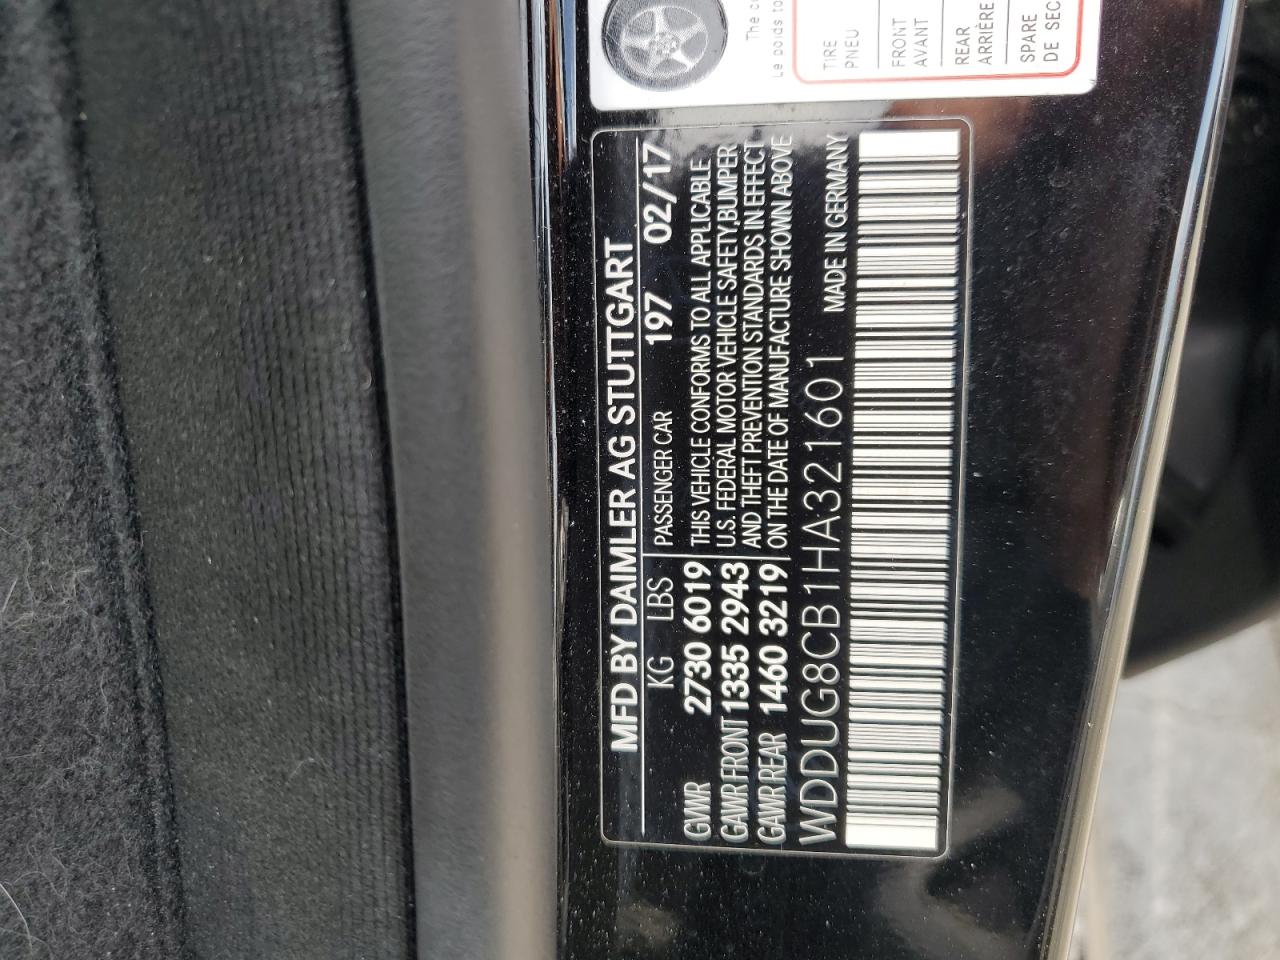 MFD BY DAIMLER AG STUTTGART
KG LBS PASSENGER CAR 197 02/17
GVWR 2730 6019 THIS VEHICLE CONFORMS TO ALL APPLICABLE
GAWR FRONT 1335 2943 U.S. FEDERAL MOTOR VEHICLE SAFETY, BUMPER
GAWR REAR 1460 3219 AND THEFT PREVENTION STANDARDS IN EFFECT
ON THE DATE OF MANUFACTURE SHOWN ABOVE
WDDUG8CB1HA321601 MADE IN GERMANY
The
Le poids
TIRE
PNEU
FRONT
AVANT
REAR
ARRIÈRE
SPARE
DE